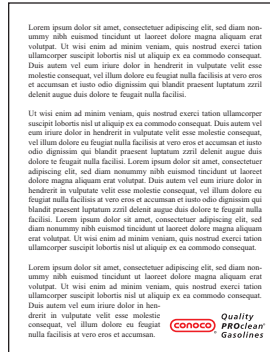 Lorem ipsum dolor sit amet, consectetuer adipiscing elit, sed diam non-
ummy nibh euismod tincidunt ut laoreet dolore magna aliquam erat
volutpat. Ut wisi enim ad minim veniam, quis nostrud exerci tation
ullamcorper suscipit lobortis nisl ut aliquip ex ea commodo consequat.
Duis autem vel eum iriure dolor in hendrerit in vulputate velit esse
molestie consequat, vel illum dolore eu feugiat nulla facilisis at vero eros
et accumsan et iusto odio dignissim qui blandit praesent luptatum zzril
delenit augue duis dolore te feugait nulla facilisi.
Ut wisi enim ad minim veniam, quis nostrud exerci tation ullamcorper
suscipit lobortis nisl ut aliquip ex ea commodo consequat. Duis autem vel
eum iriure dolor in hendrerit in vulputate velit esse molestie consequat,
vel illum dolore eu feugiat nulla facilisis at vero eros et accumsan et iusto
odio dignissim qui blandit praesent luptatum zzril delenit augue duis
dolore te feugait nulla facilisi. Lorem ipsum dolor sit amet, consectetuer
adipiscing elit, sed diam nonummy nibh euismod tincidunt ut laoreet
dolore magna aliquam erat volutpat. Duis autem vel eum iriure dolor in
hendrerit in vulputate velit esse molestie consequat, vel illum dolore eu
feugiat nulla facilisis at vero eros et accumsan et iusto odio dignissim qui
blandit praesent luptatum zzril delenit augue duis dolore te feugait nulla
facilisi. Lorem ipsum dolor sit amet, consectetuer adipiscing elit, sed
diam nonummy nibh euismod tincidunt ut laoreet dolore magna aliquam
erat volutpat. Ut wisi enim ad minim veniam, quis nostrud exerci tation
ullamcorper suscipit lobortis nisl ut aliquip ex ea commodo consequat.
Lorem ipsum dolor sit amet, consectetuer adipiscing elit, sed diam non-
ummy nibh euismod tincidunt ut laoreet dolore magna aliquam erat
volutpat. Ut wisi enim ad minim veniam, quis nostrud exerci tation
ullamcorper suscipit lobortis nisl ut aliquip ex ea commodo consequat.
Duis autem vel eum iriure dolor in hen-
drerit in vulputate velit esse molestie
consequat, vel illum dolore eu feugiat
nulla facilisis at vero eros et accumsan.
conoco
Quality
PROclean
Gasolines